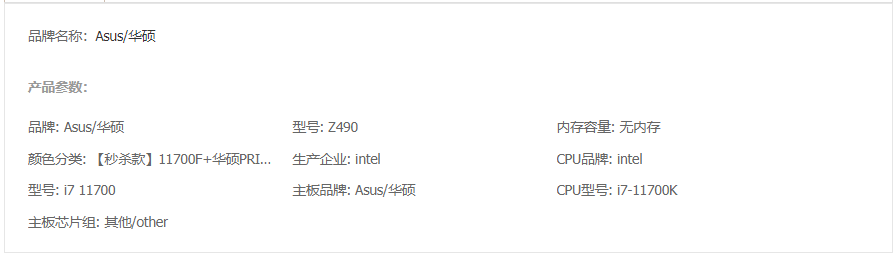 品牌名称：Asus/华硕
产品参数：
品牌: Asus/华硕 型号: Z490 内存容量: 无内存
颜色分类: 【秒杀款】11700F+华硕PRI... 生产企业: intel CPU品牌: intel
型号: i7 11700 主板品牌: Asus/华硕 CPU型号: i7-11700K
主板芯片组: 其他/other